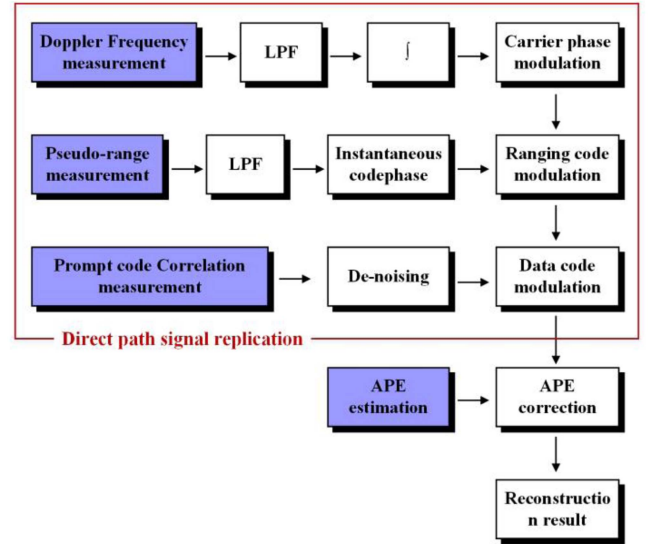 Doppler Frequency
measurement
LPF
∫
Carrier phase
modulation
Pseudo-range
measurement
LPF
Instantaneous
codephase
Ranging code
modulation
Prompt code Correlation
measurement
De-noising
Data code
modulation
Direct path signal replication
APE
estimation
APE
correction
Reconstructio
n result